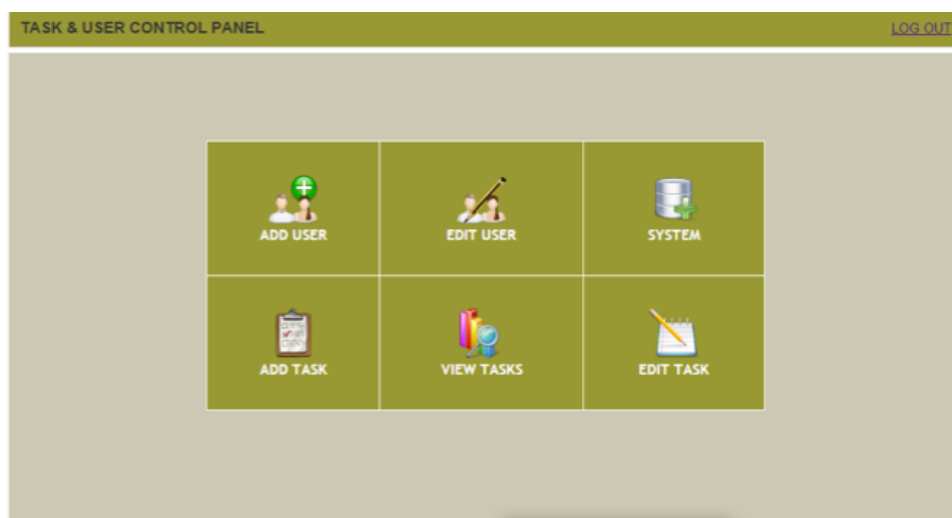 TASK & USER CONTROL PANEL
LOG OUT
ADD USER
EDIT USER
SYSTEM
ADD TASK
VIEW TASKS
EDIT TASK